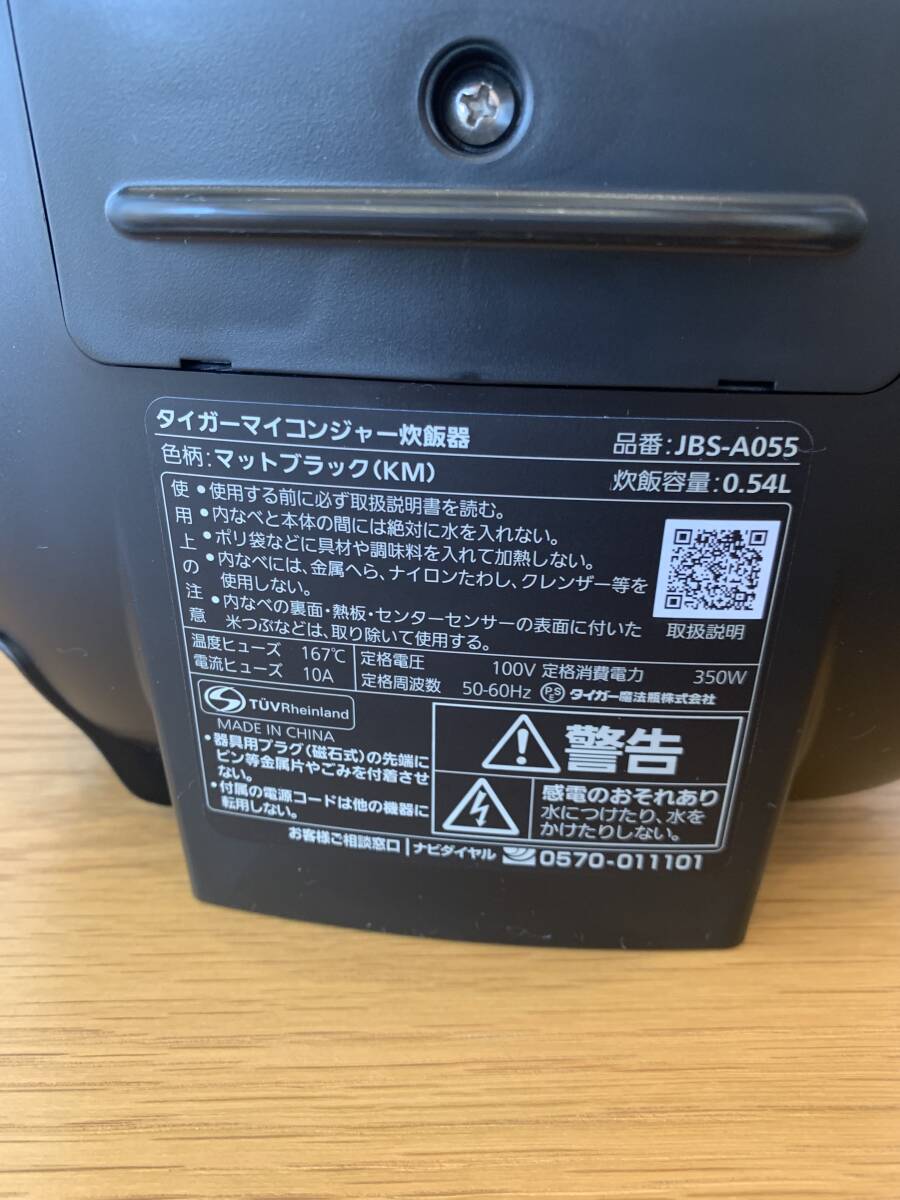 タイガーマイコンジャー炊飯器 品番:JBS-A055
色柄:マットブラック(KM) 炊飯容量:0.54L
使用上の注意
•使用する前に必ず取扱説明書を読む。
•内なべと本体の間には絶対に水を入れない。
•ポリ袋などに具材や調味料を入れて加熱しない。
•内なべには、金属へら、ナイロンたわし、クレンザー等を
使用しない。
•内なべの裏面・熱板・センターセンサーの表面に付いた
米つぶなどは、取り除いて使用する。
取扱説明
温度ヒューズ 167℃ 定格電圧 100V 定格消費電力 350W
電流ヒューズ 10A 定格周波数 50-60Hz PSE タイガー魔法瓶株式会社
TÜVRheinland
MADE IN CHINA
•器具用プラグ(磁石式)の先端に
ピン等金属片やごみを付着させ
ない。
•付属の電源コードは他の機器に
転用しない。
警告
感電のおそれあり
水につけたり、水を
かけたりしない。
お客様ご相談窓口 ナビダイヤル 0570-011101